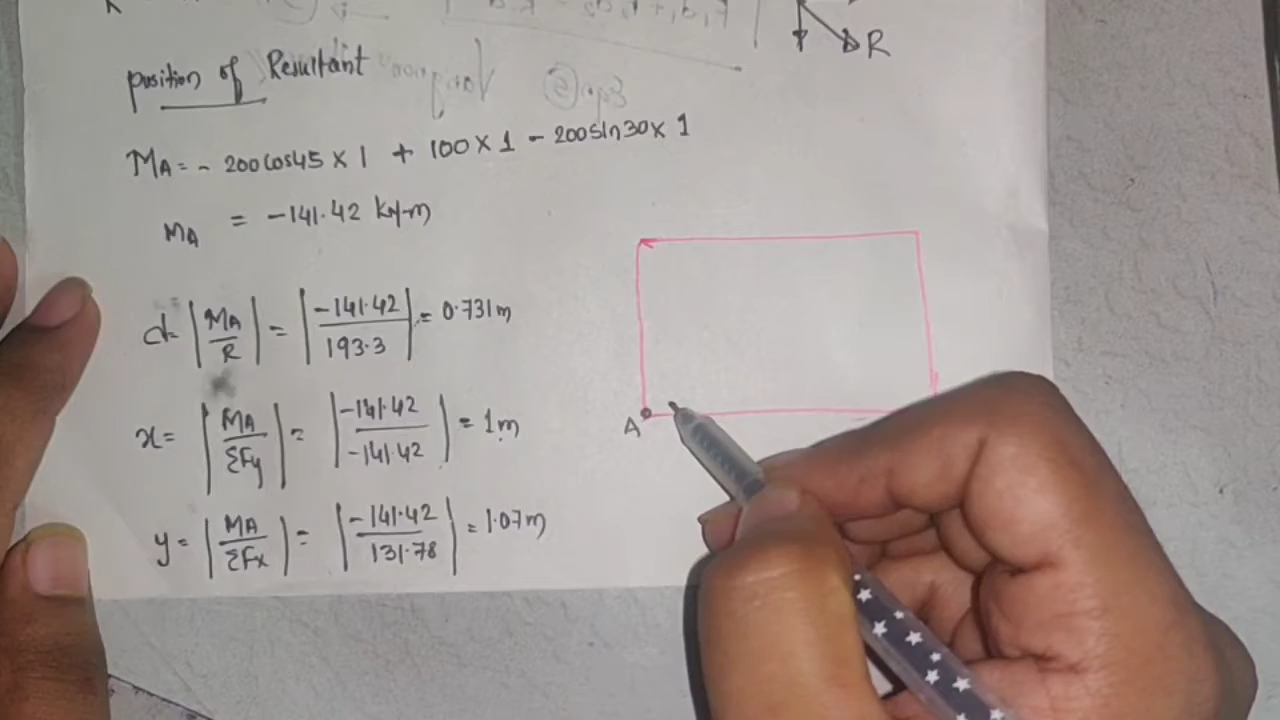 R
Position of Resultant
MA = - 200cos45 × 1 + 100 × 1 - 200sin30 × 1
MA = -141.42 kN-m
d = |MA/R| = |-141.42/193.3| = 0.731m
x = |MA/ΣFy| = |-141.42/-141.42| = 1m
A
y = |MA/ΣFx| = |-141.42/131.78| = 1.07m